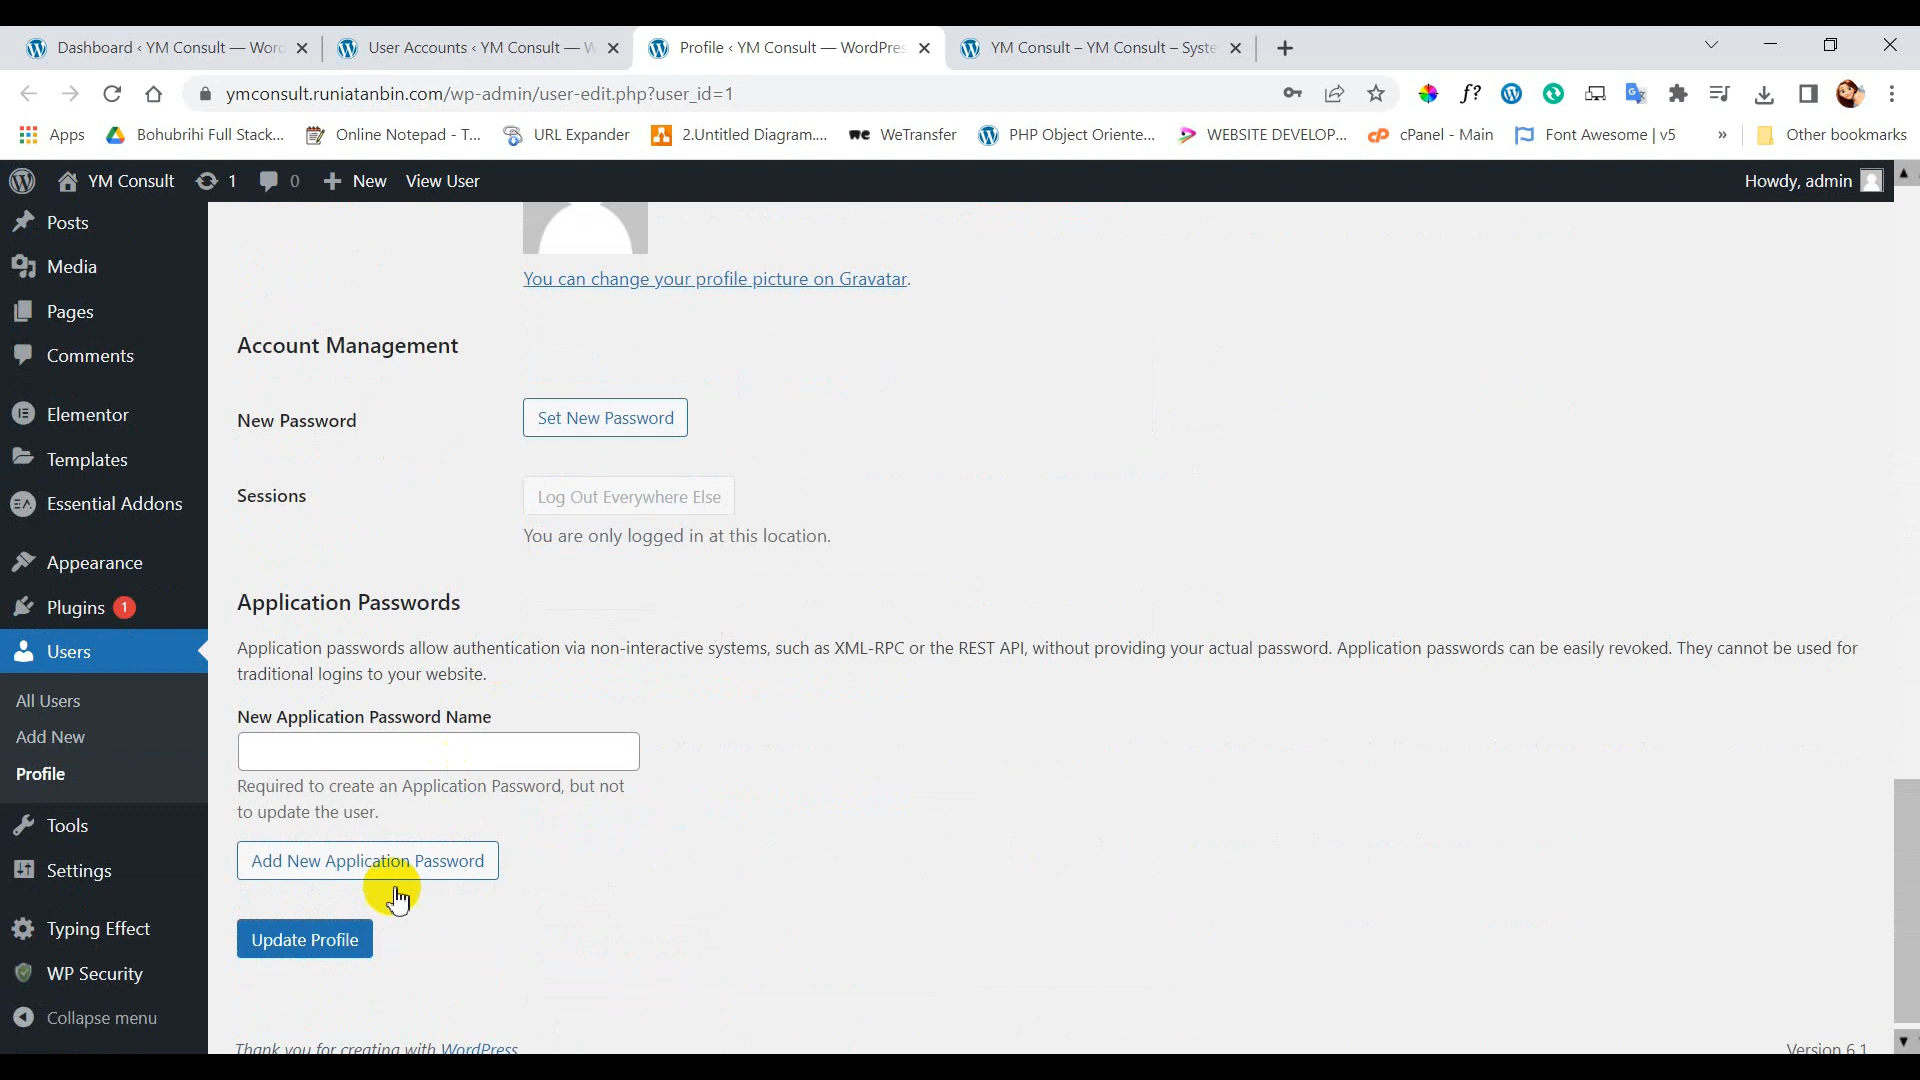 Dashboard ‹ YM Consult — Wor
User Accounts ‹ YM Consult — W
Profile ‹ YM Consult — WordPres
YM Consult – YM Consult – Syste
ymconsult.runiatanbin.com/wp-admin/user-edit.php?user_id=1
Apps
Bohubrihi Full Stack...
Online Notepad - T...
URL Expander
2.Untitled Diagram....
WeTransfer
PHP Object Oriente...
WEBSITE DEVELOP...
cPanel - Main
Font Awesome | v5
»
Other bookmarks
YM Consult
1
0
New
View User
Howdy, admin
Posts
Media
Pages
Comments
Elementor
Templates
Essential Addons
Appearance
Plugins 1
Users
All Users
Add New
Profile
Tools
Settings
Typing Effect
WP Security
Collapse menu
You can change your profile picture on Gravatar.
Account Management
New Password
Set New Password
Sessions
Log Out Everywhere Else
You are only logged in at this location.
Application Passwords
Application passwords allow authentication via non-interactive systems, such as XML-RPC or the REST API, without providing your actual password. Application passwords can be easily revoked. They cannot be used for
traditional logins to your website.
New Application Password Name
Required to create an Application Password, but not
to update the user.
Add New Application Password
Update Profile
Thank you for creating with WordPress
Version 6.1